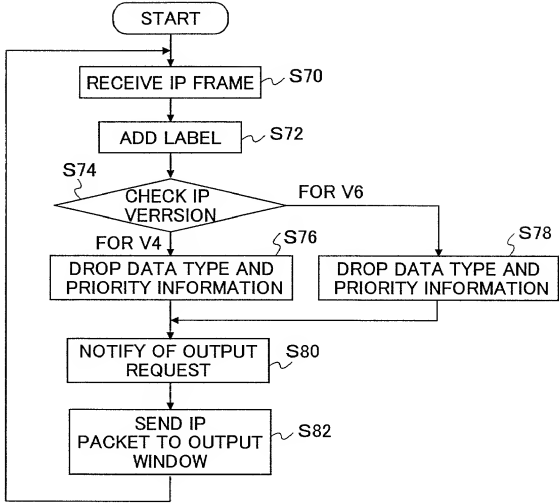 START
RECEIVE IP FRAME
S70
ADD LABEL
S72
S74
CHECK IP
VERRSION
FOR V6
FOR V4
S76
S78
DROP DATA TYPE AND
PRIORITY INFORMATION
DROP DATA TYPE AND
PRIORITY INFORMATION
NOTIFY OF OUTPUT
REQUEST
S80
SEND IP
PACKET TO OUTPUT
WINDOW
S82